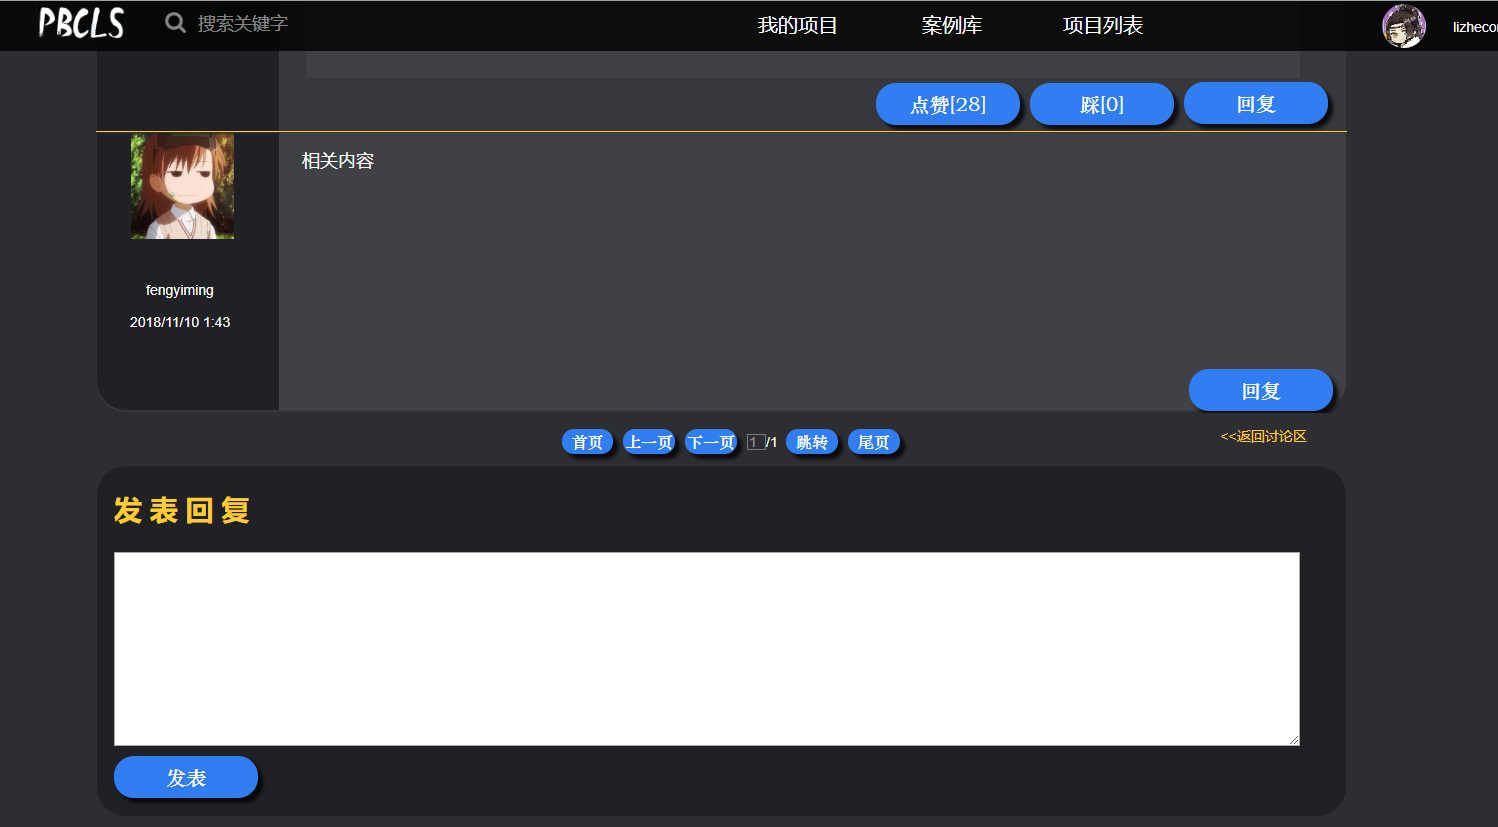 PBCLS 搜索关键字 我的项目 案例库 项目列表 lizhecor
点赞[28] 踩[0] 回复
相关内容
fengyiming
2018/11/10 1:43
回复
首页 上一页 下一页 1/1 跳转 尾页 <<返回讨论区
发表回复
发表